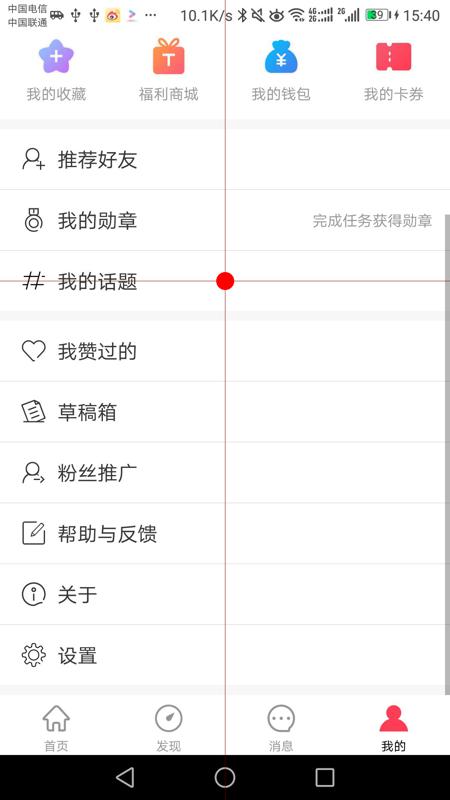 中国电信
中国联通
10.1K/s
4G 2G
2G
39
15:40
我的收藏
福利商城
我的钱包
我的卡券
推荐好友
我的勋章
完成任务获得勋章
我的话题
我赞过的
草稿箱
粉丝推广
帮助与反馈
关于
设置
首页
发现
消息
我的